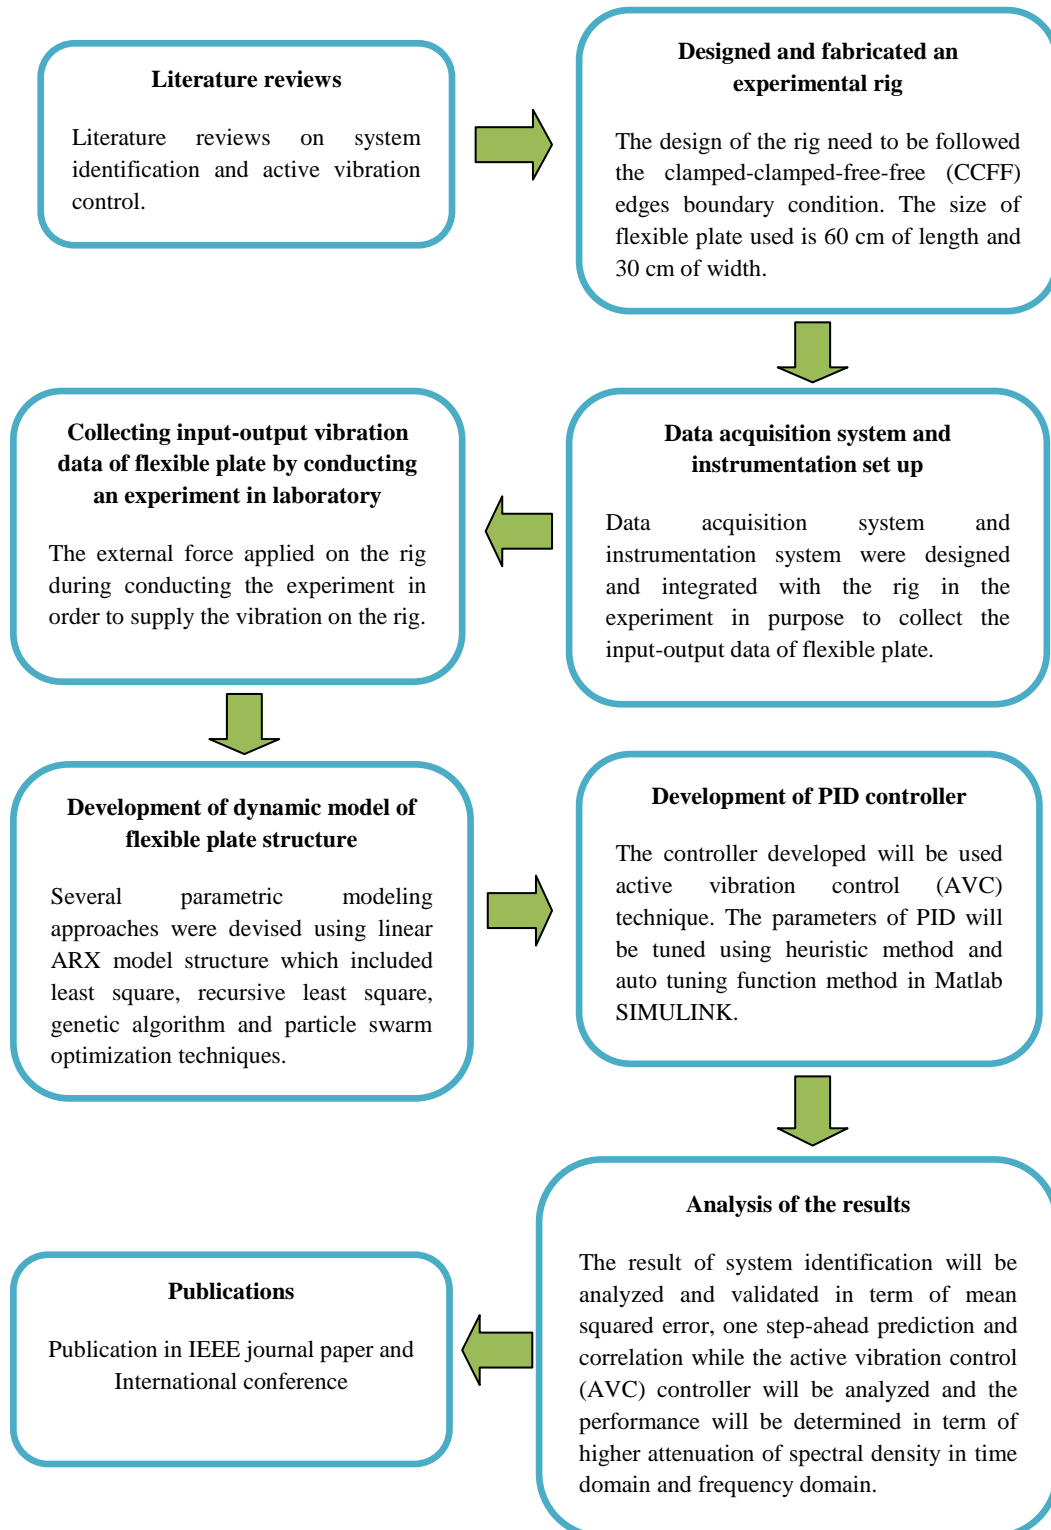 Literature reviews
Literature reviews on system
identification and active vibration
control.
Designed and fabricated an
experimental rig
The design of the rig need to be followed
the clamped-clamped-free-free (CCFF)
edges boundary condition. The size of
flexible plate used is 60 cm of length and
30 cm of width.
Data acquisition system and
instrumentation set up
Data acquisition system and
instrumentation system were designed
and integrated with the rig in the
experiment in purpose to collect the
input-output data of flexible plate.
Collecting input-output vibration
data of flexible plate by conducting
an experiment in laboratory
The external force applied on the rig
during conducting the experiment in
order to supply the vibration on the rig.
Development of dynamic model of
flexible plate structure
Several parametric modeling
approaches were devised using linear
ARX model structure which included
least square, recursive least square,
genetic algorithm and particle swarm
optimization techniques.
Development of PID controller
The controller developed will be used
active vibration control (AVC)
technique. The parameters of PID will
be tuned using heuristic method and
auto tuning function method in Matlab
SIMULINK.
Analysis of the results
The result of system identification will be
analyzed and validated in term of mean
squared error, one step-ahead prediction and
correlation while the active vibration control
(AVC) controller will be analyzed and the
performance will be determined in term of
higher attenuation of spectral density in time
domain and frequency domain.
Publications
Publication in IEEE journal paper and
International conference